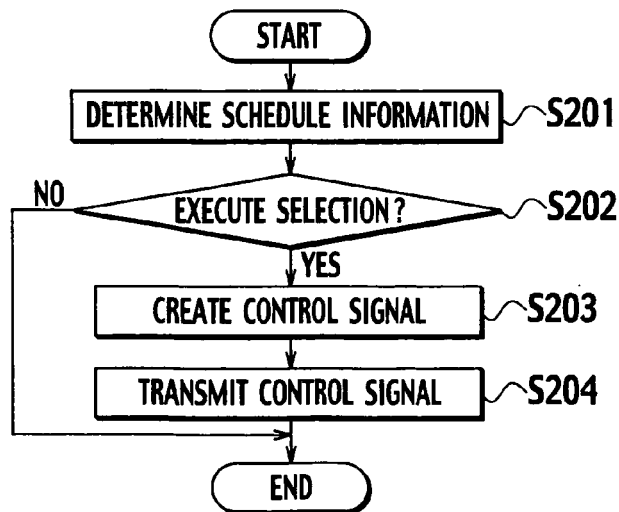 START
DETERMINE SCHEDULE INFORMATION
S201
NO
EXECUTE SELECTION?
S202
YES
CREATE CONTROL SIGNAL
S203
TRANSMIT CONTROL SIGNAL
S204
END